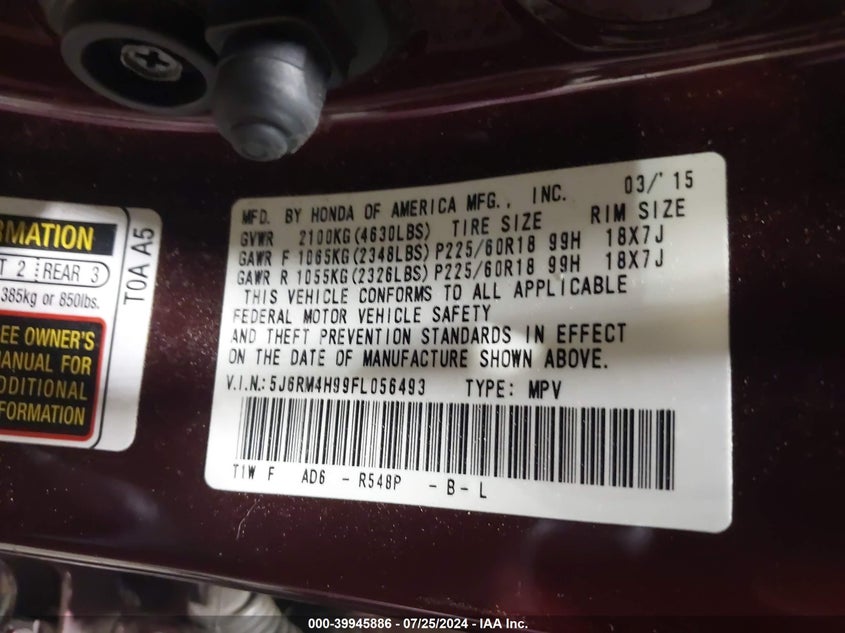 RMATION
T 2 REAR 3
385kg or 850lbs.
EE OWNER'S
MANUAL FOR
DDITIONAL
FORMATION
T0A A5
MFD. BY HONDA OF AMERICA MFG., INC. 03/'15
GVWR 2100KG(4630LBS) TIRE SIZE RIM SIZE
GAWR F 1065KG(2348LBS) P225/60R18 99H 18X7J
GAWR R 1055KG(2326LBS) P225/60R18 99H 18X7J
THIS VEHICLE CONFORMS TO ALL APPLICABLE
FEDERAL MOTOR VEHICLE SAFETY
AND THEFT PREVENTION STANDARDS IN EFFECT
ON THE DATE OF MANUFACTURE SHOWN ABOVE.
V.I.N.:5J6RM4H99FL056493 TYPE: MPV
T1W F AD6 -R548P -B-L
000-39945886 - 07/25/2024 - IAA Inc.